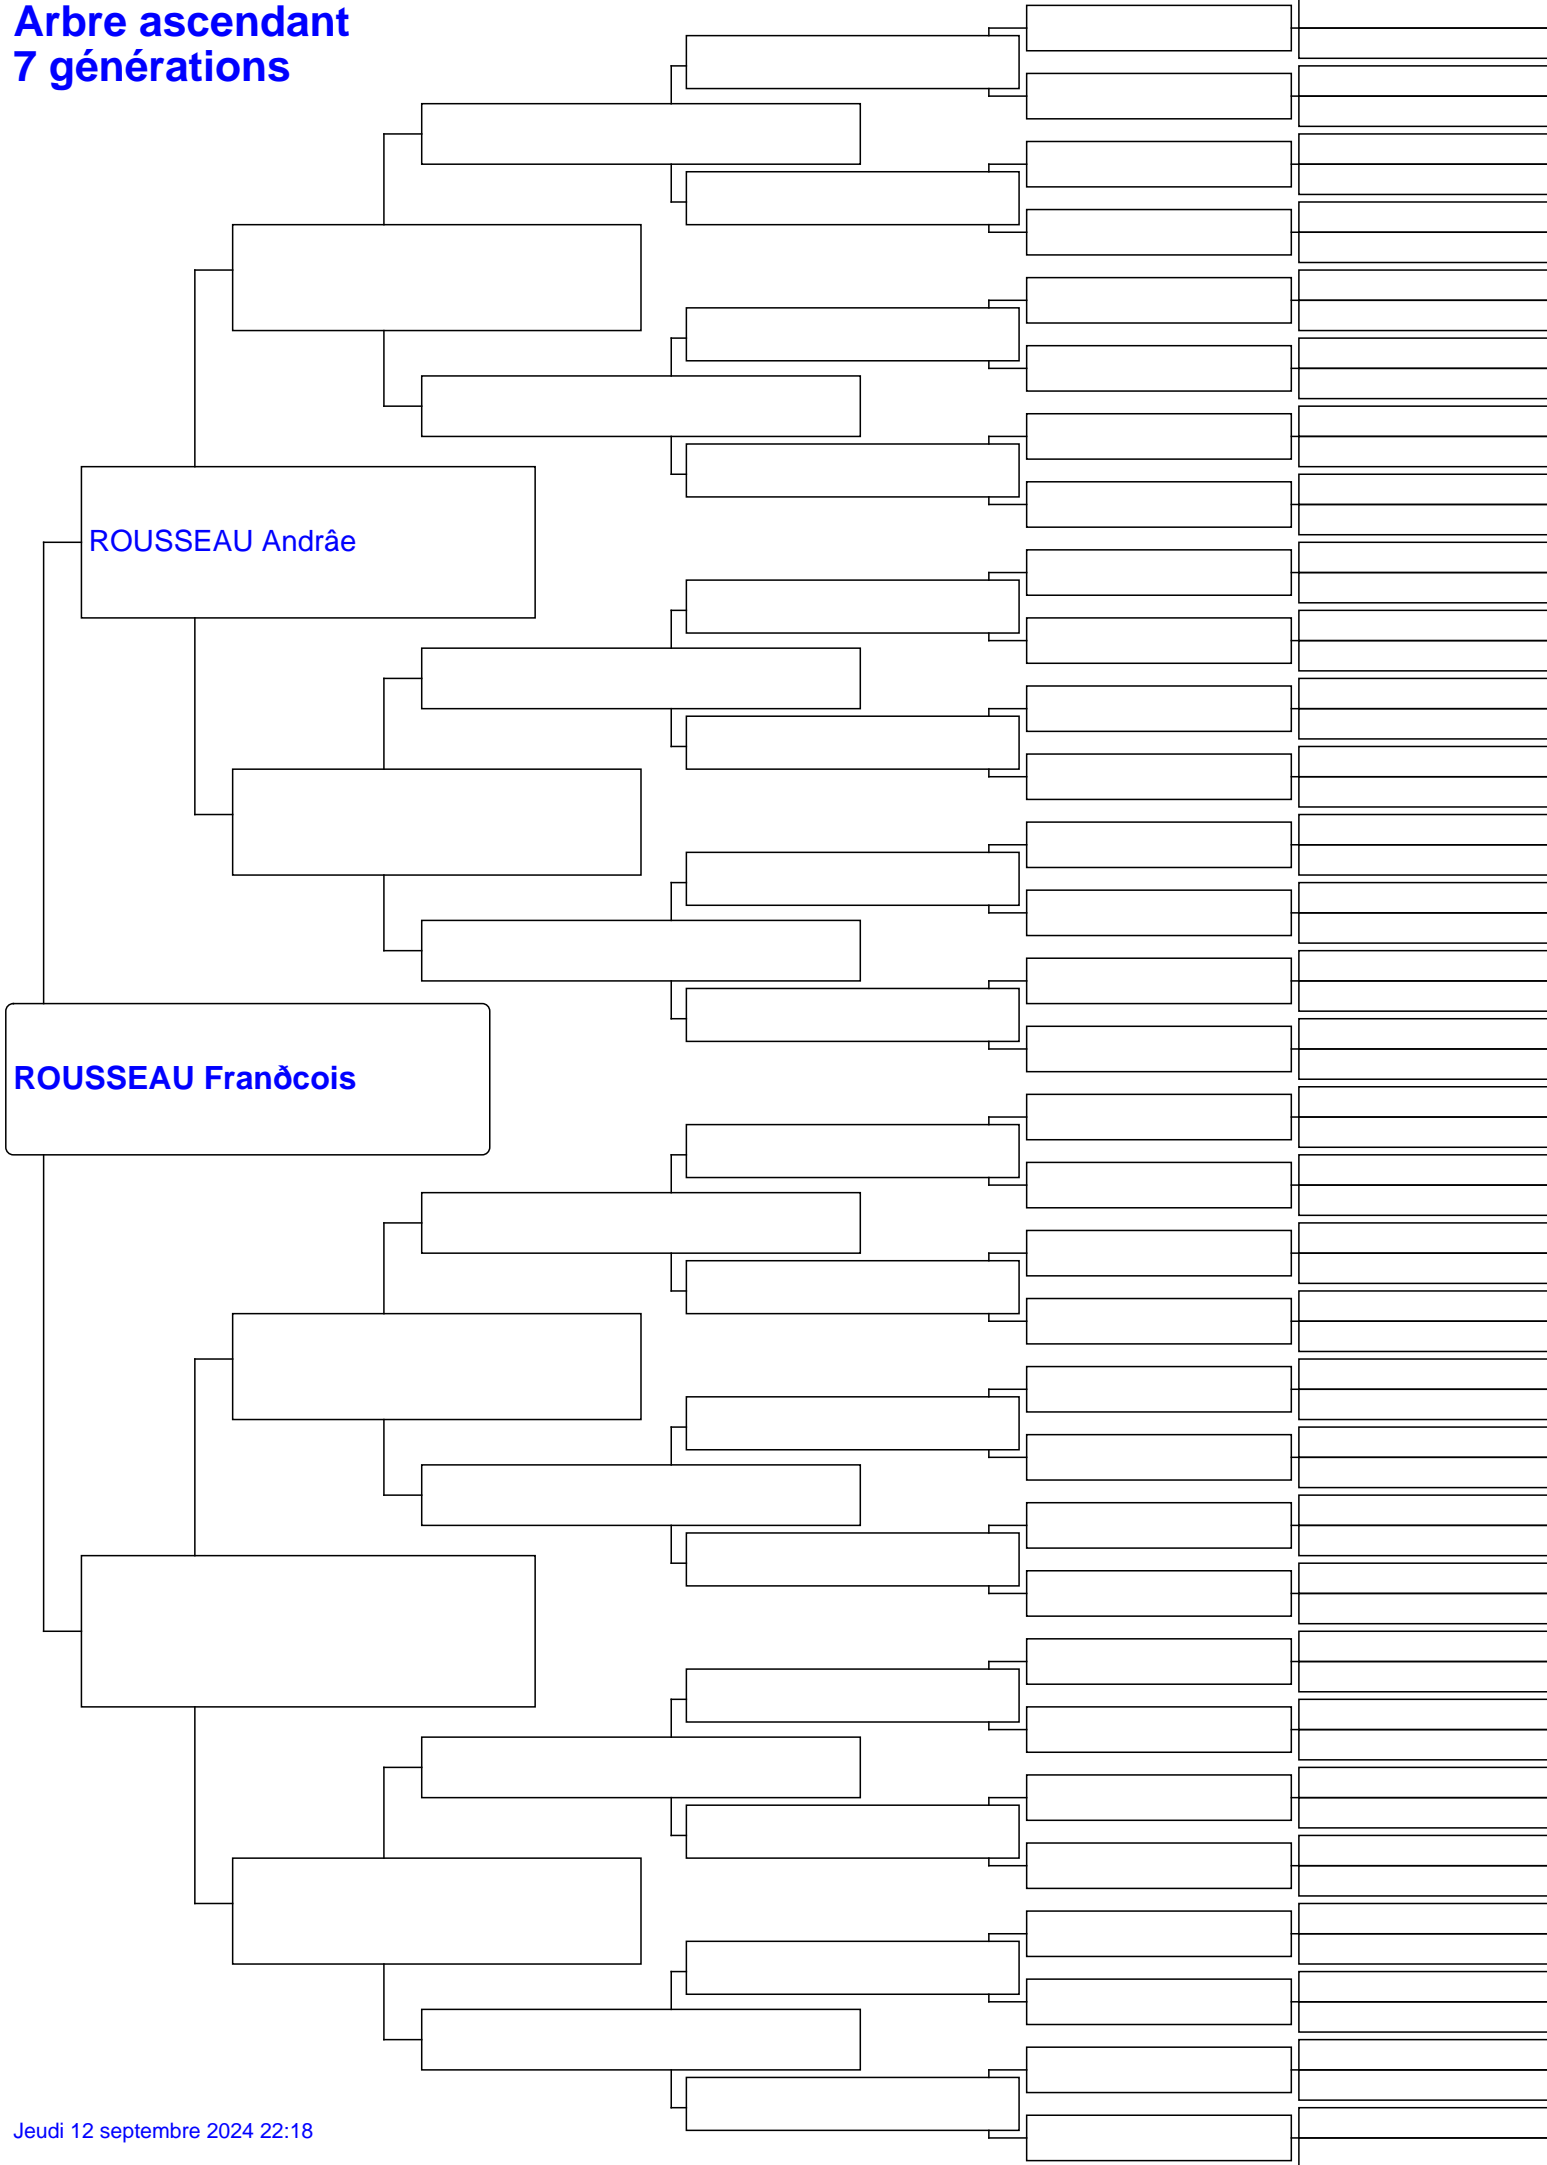 Arbre ascendant
7 générations
ROUSSEAU Andrâe
ROUSSEAU Franðcois
Jeudi 12 septembre 2024 22:18